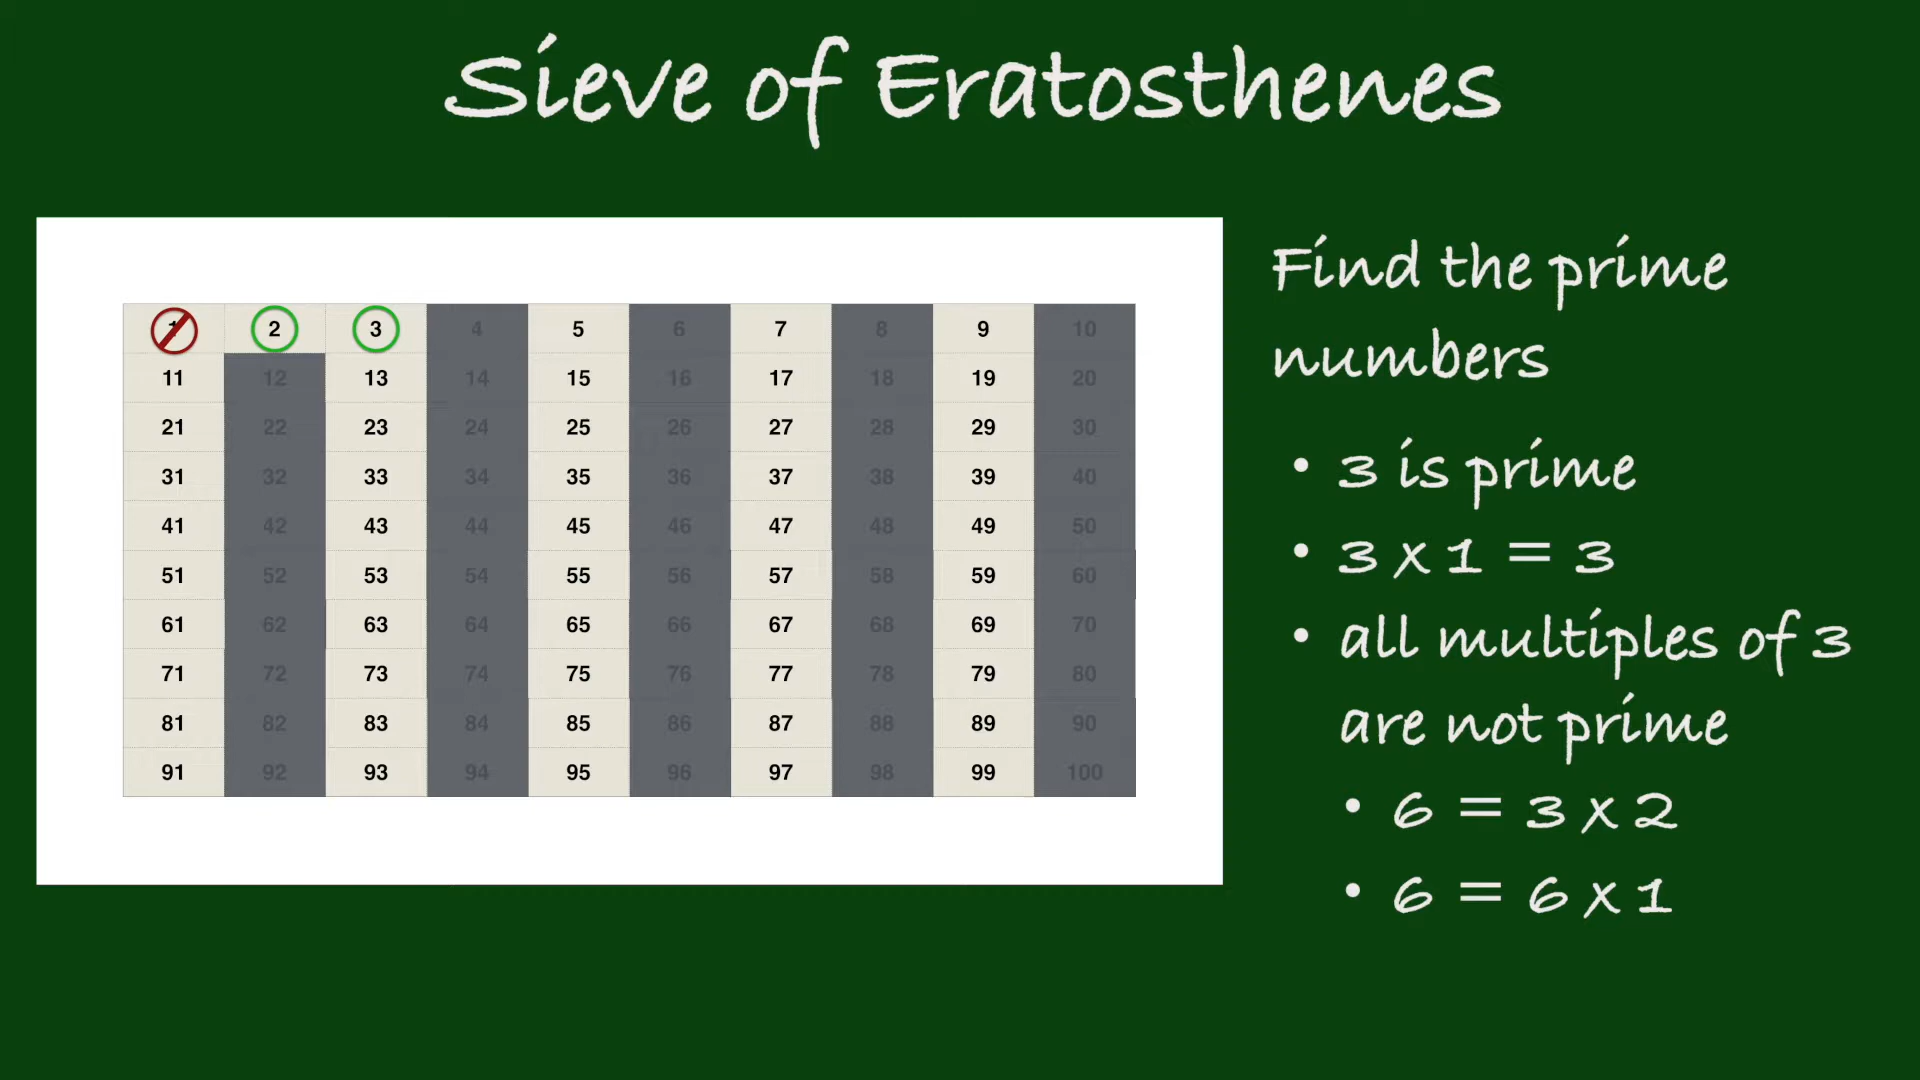 Sieve of Eratosthenes
Find the prime
numbers
• 3 is prime
• 3 x 1 = 3
• all multiples of 3
are not prime
• 6 = 3 x 2
• 6 = 6 x 1
1 2 3 4 5 6 7 8 9 10
11 12 13 14 15 16 17 18 19 20
21 22 23 24 25 26 27 28 29 30
31 32 33 34 35 36 37 38 39 40
41 42 43 44 45 46 47 48 49 50
51 52 53 54 55 56 57 58 59 60
61 62 63 64 65 66 67 68 69 70
71 72 73 74 75 76 77 78 79 80
81 82 83 84 85 86 87 88 89 90
91 92 93 94 95 96 97 98 99 100